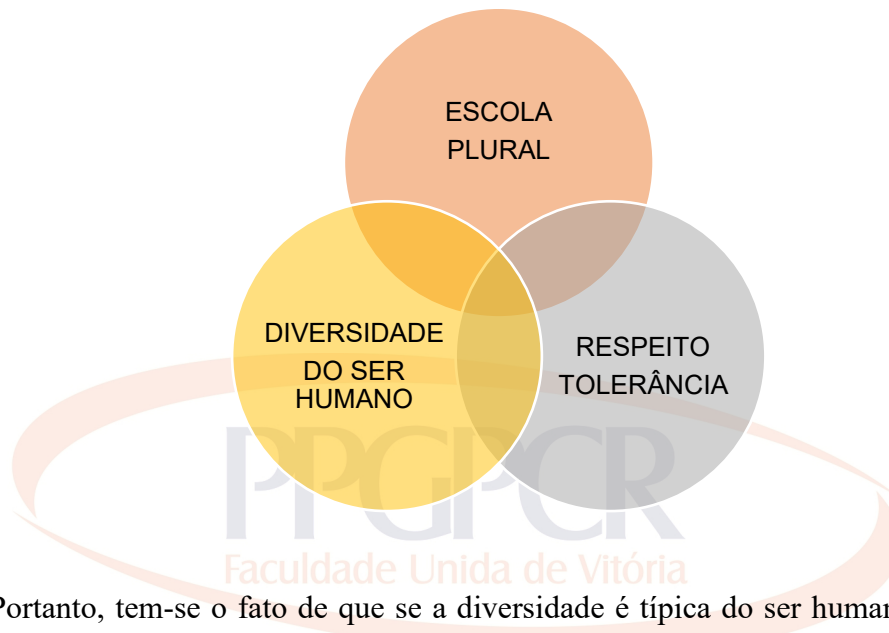 ESCOLA
PLURAL
DIVERSIDADE
DO SER
HUMANO
RESPEITO
TOLERÂNCIA
PPGPCR
Faculdade Unida de Vitória
Portanto, tem-se o fato de que se a diversidade é típica do ser